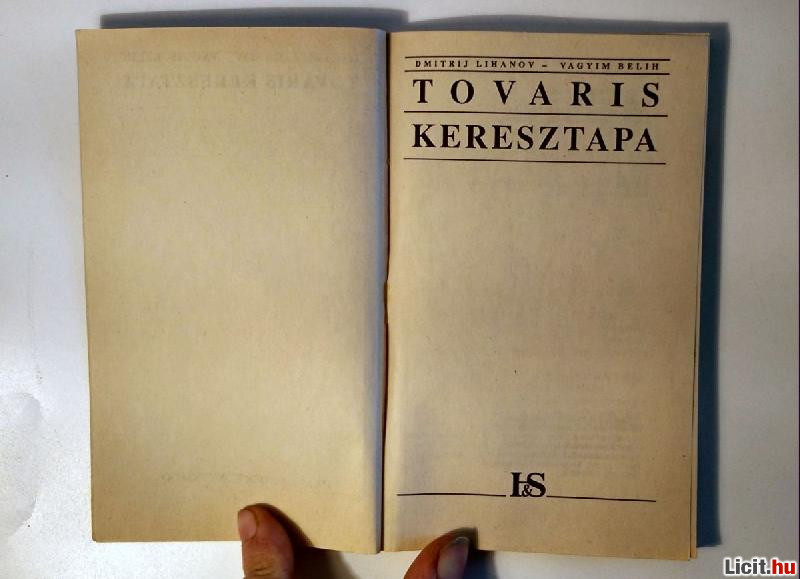 DMITRIJ LIHANOV – VAGYIM BELIH
TOVARIS
KERESZTAPA
I&S
Licit.hu